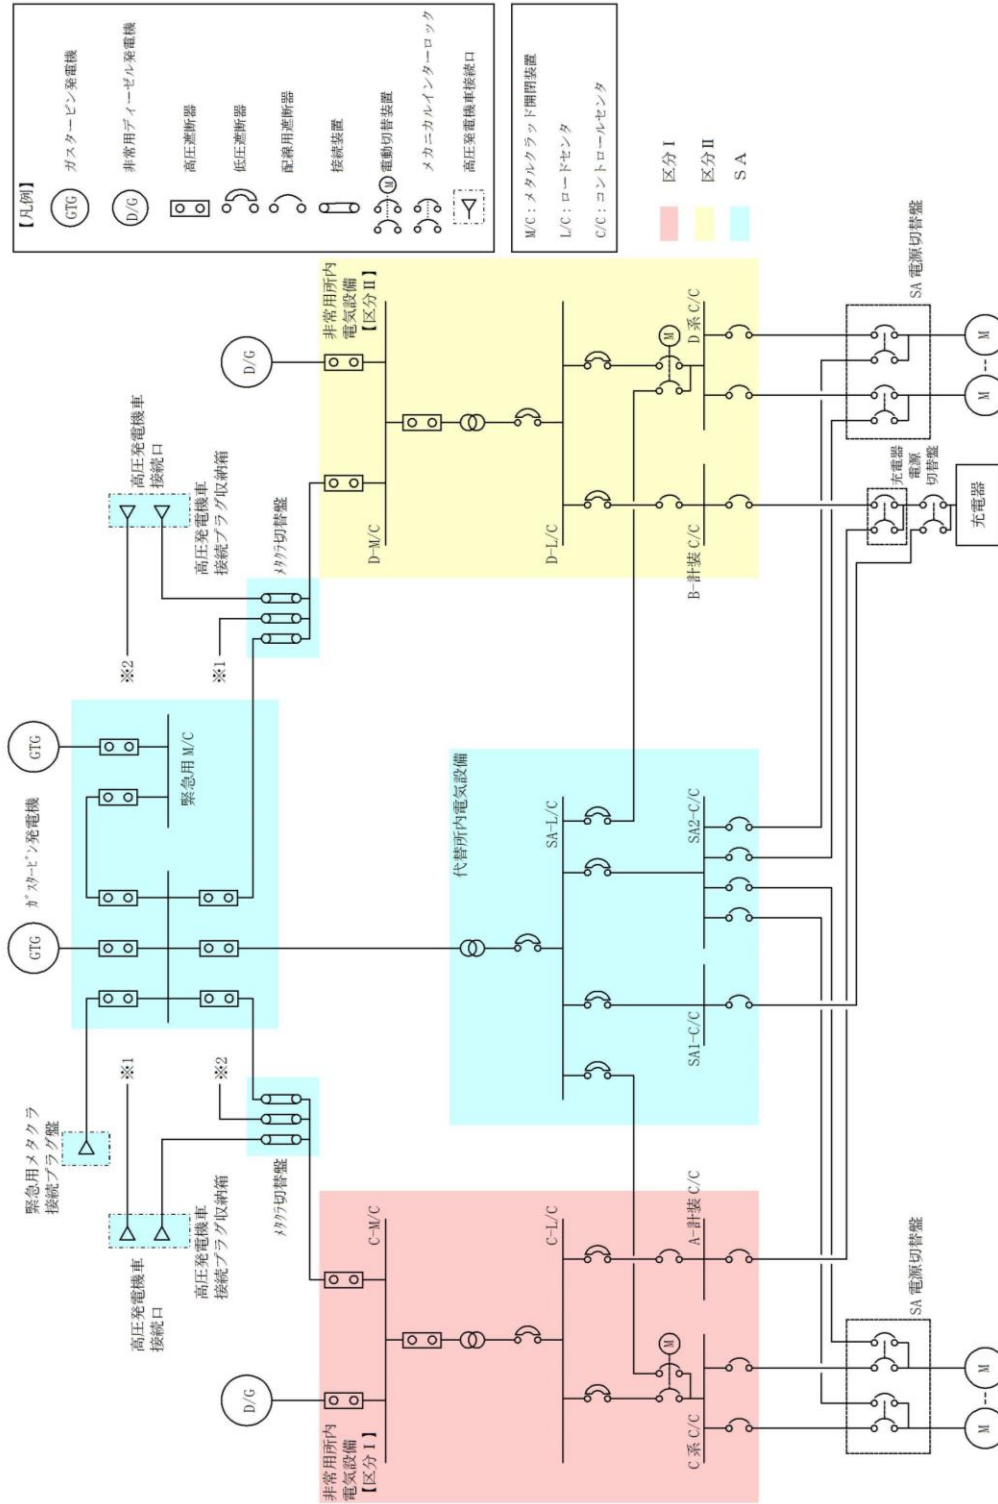 【凡例】
GTG
ガスタービン発電機
D/G
非常用ディーゼル発電機
高圧遮断器
低圧遮断器
配線用遮断器
接続装置
M
電動切替装置
メカニカルインターロック
高圧発電機車接続口
M/C：メタルクラッド開閉装置
L/C：ロードセンタ
C/C：コントロールセンタ
区分Ⅰ
区分Ⅱ
ＳＡ
緊急用メタクラ
接続プラグ盤
GTG
ｶﾞｽﾀｰﾋﾞﾝ発電機
GTG
緊急用 M/C
高圧発電機車
接続口
高圧発電機車
接続プラグ収納箱
※1
※2
ﾒﾀｸﾗ切替盤
※2
※1
高圧発電機車
接続口
高圧発電機車
接続プラグ収納箱
ﾒﾀｸﾗ切替盤
D/G
非常用所内
電気設備
【区分Ⅰ】
C-M/C
C-L/C
M
C 系 C/C
A-計装 C/C
代替所内電気設備
SA-L/C
SA1-C/C
SA2-C/C
D/G
非常用所内
電気設備
【区分Ⅱ】
D-M/C
D-L/C
M
B-計装 C/C
D 系 C/C
SA 電源切替盤
M
M
充電器
電源
切替盤
充電器
SA 電源切替盤
M
M